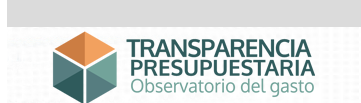 TRANSPARENCIA
PRESUPUESTARIA
Observatorio del gasto